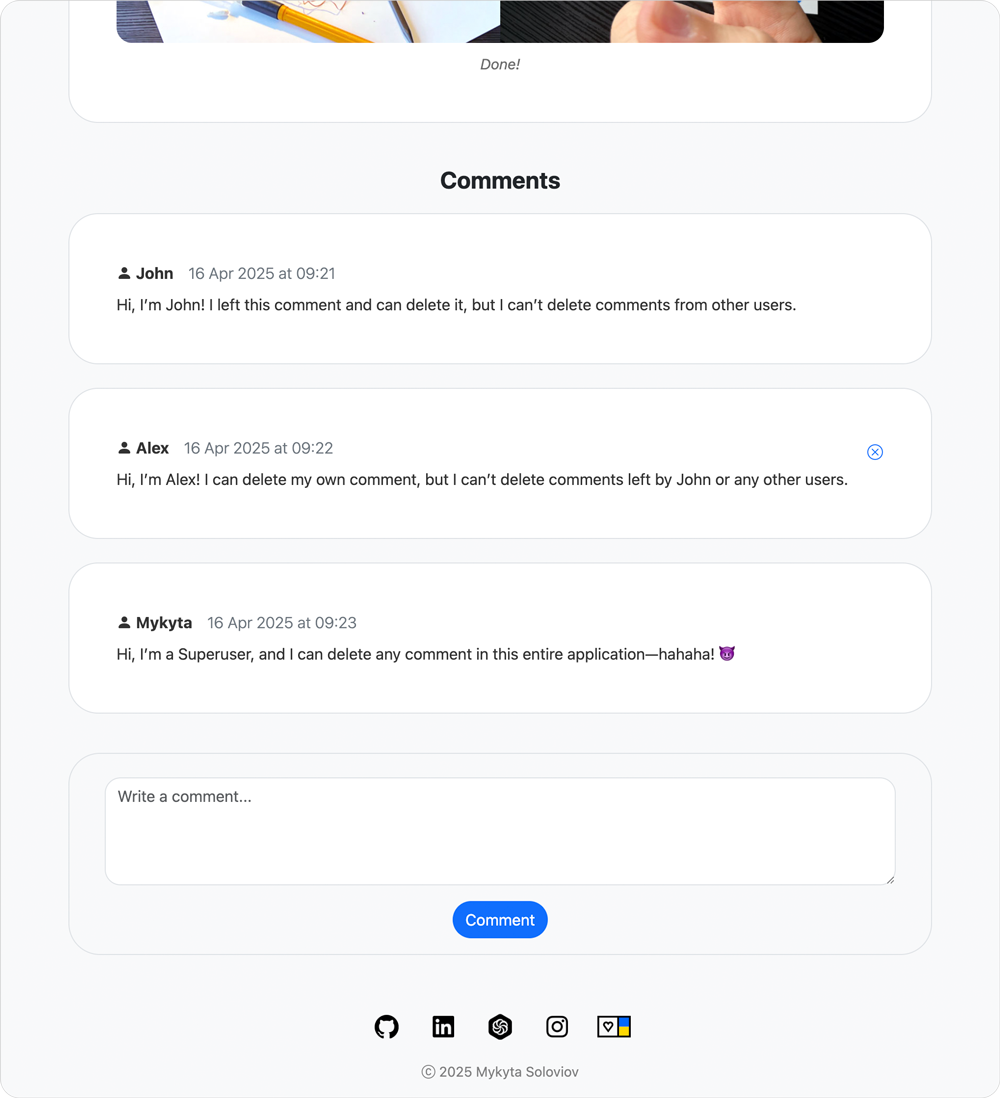 Done!
Comments
John 16 Apr 2025 at 09:21
Hi, I’m John! I left this comment and can delete it, but I can’t delete comments from other users.
Alex 16 Apr 2025 at 09:22
Hi, I’m Alex! I can delete my own comment, but I can’t delete comments left by John or any other users.
Mykyta 16 Apr 2025 at 09:23
Hi, I’m a Superuser, and I can delete any comment in this entire application—hahaha! 😈
Write a comment...
Comment
in
© 2025 Mykyta Soloviov